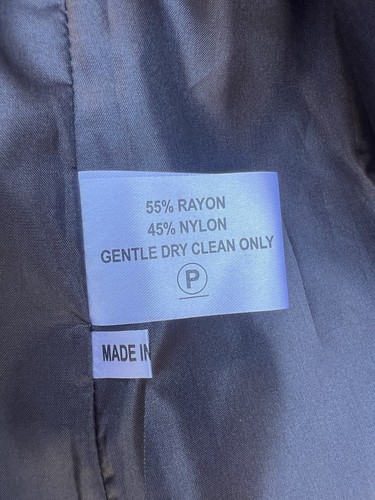 55% RAYON
45% NYLON
GENTLE DRY CLEAN ONLY
P
MADE IN